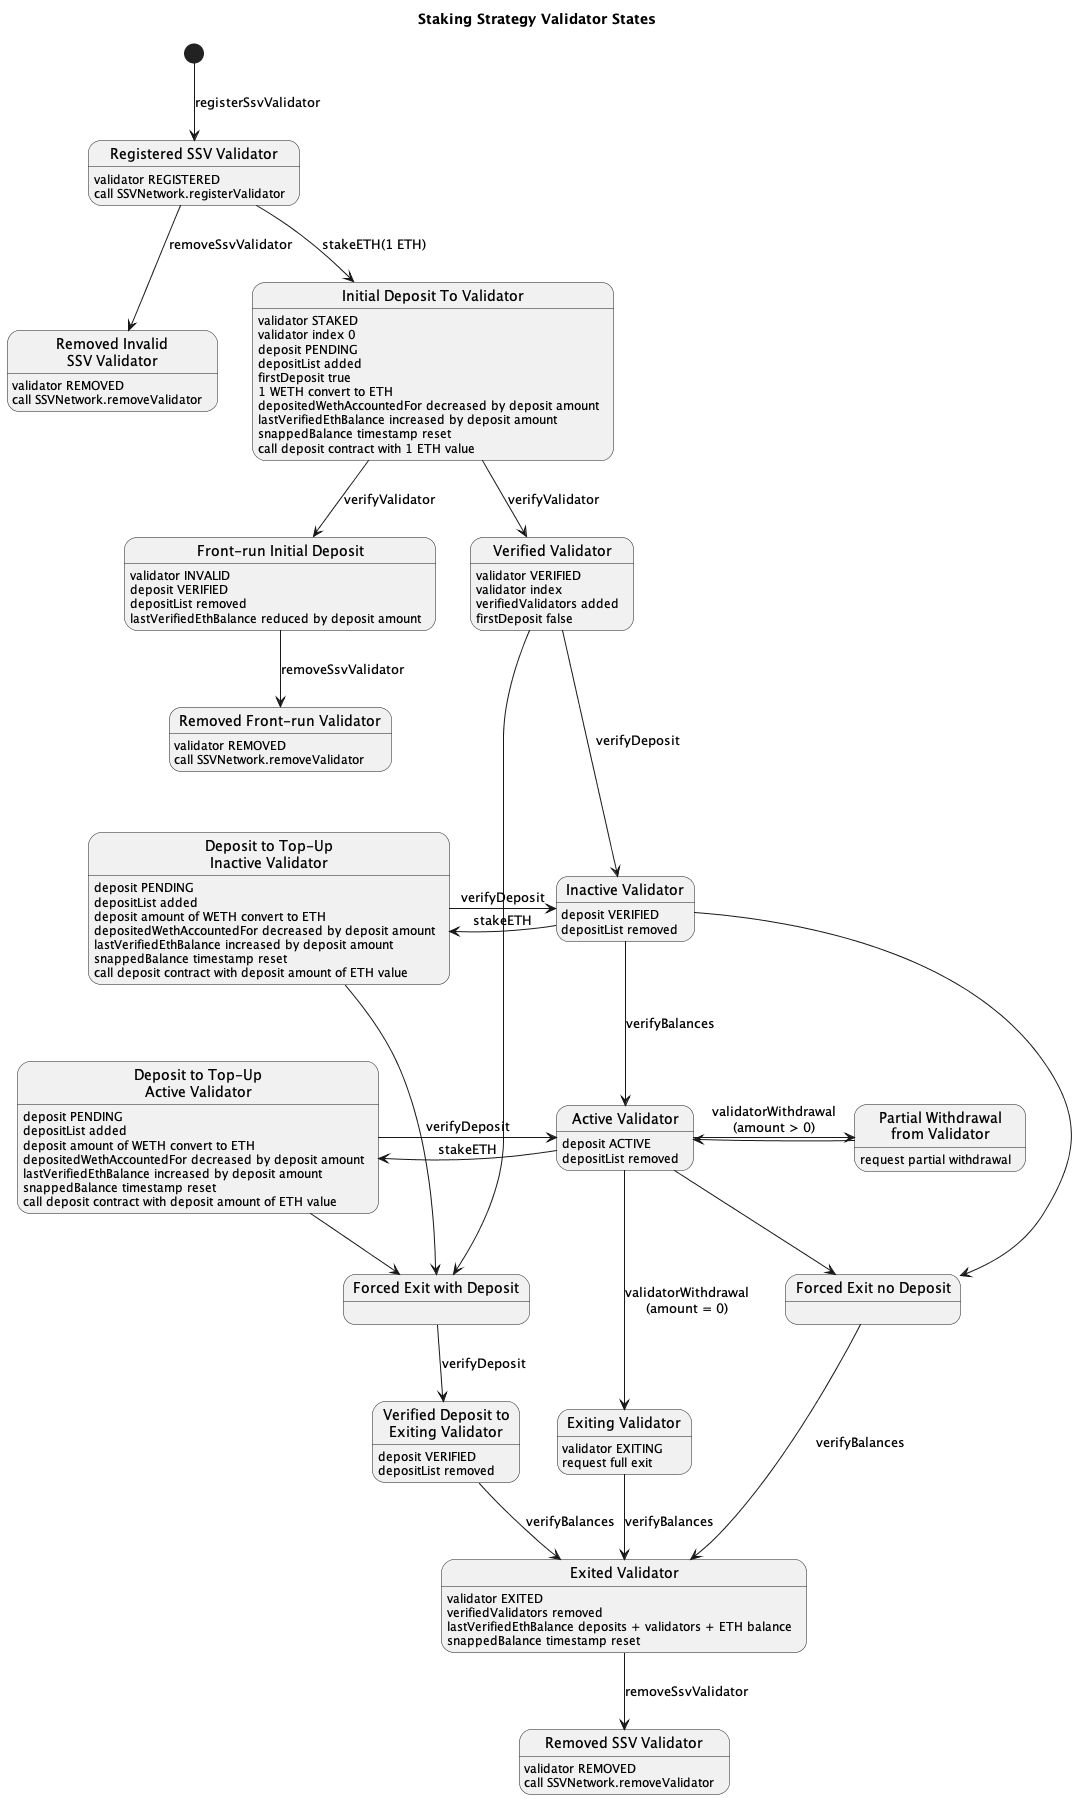 Staking Strategy Validator States
registerSsvValidator
Registered SSV Validator
validator REGISTERED
call SSVNetwork.registerValidator
removeSsvValidator
stakeETH(1 ETH)
Initial Deposit To Validator
validator STAKED
validator index 0
deposit PENDING
depositList added
firstDeposit true
1 WETH convert to ETH
depositedWethAccountedFor decreased by deposit amount
lastVerifiedEthBalance increased by deposit amount
snappedBalance timestamp reset
call deposit contract with 1 ETH value
Removed Invalid
SSV Validator
validator REMOVED
call SSVNetwork.removeValidator
verifyValidator
verifyValidator
Front-run Initial Deposit
validator INVALID
deposit VERIFIED
depositList removed
lastVerifiedEthBalance reduced by deposit amount
Verified Validator
validator VERIFIED
validator index
verifiedValidators added
firstDeposit false
removeSsvValidator
Removed Front-run Validator
validator REMOVED
call SSVNetwork.removeValidator
verifyDeposit
Deposit to Top-Up
Inactive Validator
deposit PENDING
depositList added
deposit amount of WETH convert to ETH
depositedWethAccountedFor decreased by deposit amount
lastVerifiedEthBalance increased by deposit amount
snappedBalance timestamp reset
call deposit contract with deposit amount of ETH value
verifyDeposit
stakeETH
Inactive Validator
deposit VERIFIED
depositList removed
verifyBalances
Deposit to Top-Up
Active Validator
deposit PENDING
depositList added
deposit amount of WETH convert to ETH
depositedWethAccountedFor decreased by deposit amount
lastVerifiedEthBalance increased by deposit amount
snappedBalance timestamp reset
call deposit contract with deposit amount of ETH value
verifyDeposit
stakeETH
Active Validator
deposit ACTIVE
depositList removed
validatorWithdrawal
(amount > 0)
Partial Withdrawal
from Validator
request partial withdrawal
Forced Exit with Deposit
validatorWithdrawal
(amount = 0)
Forced Exit no Deposit
verifyDeposit
Verified Deposit to
Exiting Validator
deposit VERIFIED
depositList removed
Exiting Validator
validator EXITING
request full exit
verifyBalances
verifyBalances
verifyBalances
Exited Validator
validator EXITED
verifiedValidators removed
lastVerifiedEthBalance deposits + validators + ETH balance
snappedBalance timestamp reset
removeSsvValidator
Removed SSV Validator
validator REMOVED
call SSVNetwork.removeValidator